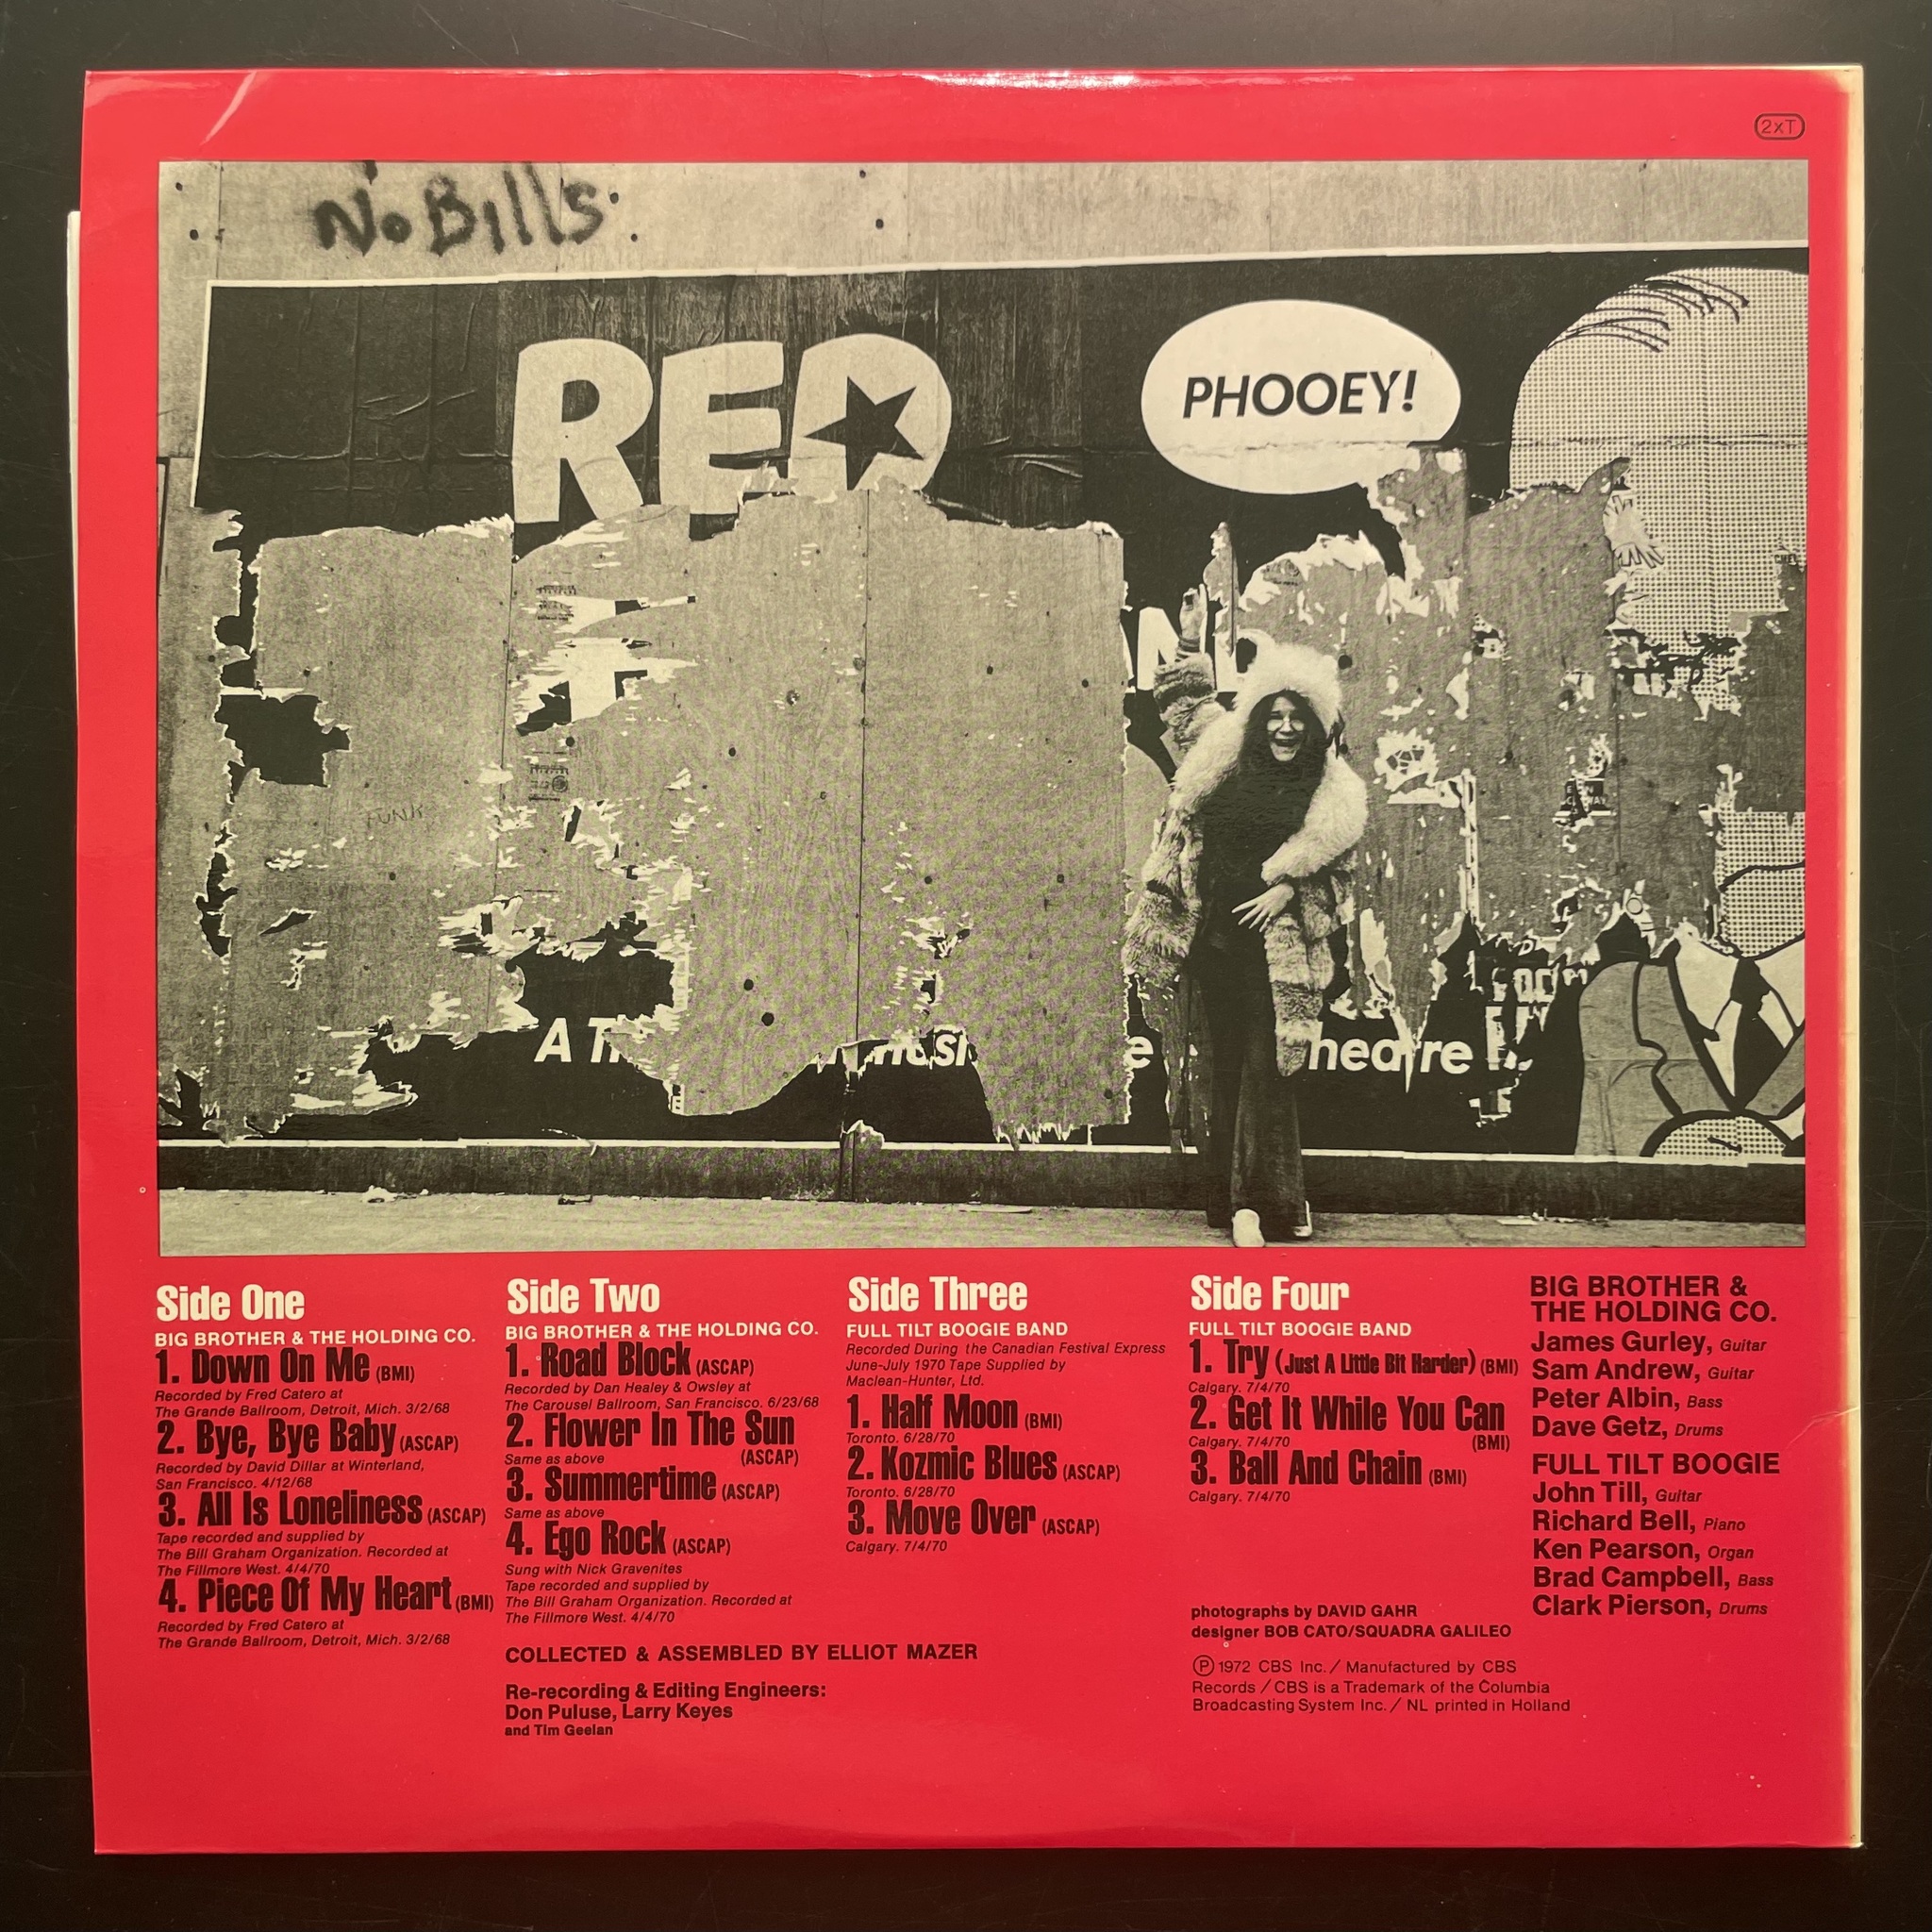 2xT
No Bills
RED
PHOOEY!
FUNK
AN
A T
e
hea re
Side One
BIG BROTHER & THE HOLDING CO.
1. Down On Me (BMI)
Recorded by Fred Catero at
The Grande Ballroom, Detroit, Mich. 3/2/68
2. Bye, Bye Baby (ASCAP)
Recorded by David Dillar at Winterland,
San Francisco. 4/12/68
3. All Is Loneliness (ASCAP)
Tape recorded and supplied by
The Bill Graham Organization. Recorded at
The Fillmore West. 4/4/70
4. Piece Of My Heart (BMI)
Recorded by Fred Catero at
The Grande Ballroom, Detroit, Mich. 3/2/68
Side Two
BIG BROTHER & THE HOLDING CO.
1. Road Block (ASCAP)
Recorded by Dan Healey & Owsley at
The Carousel Ballroom, San Francisco. 6/23/68
2. Flower In The Sun
Same as above (ASCAP)
3. Summertime (ASCAP)
Same as above
4. Ego Rock (ASCAP)
Sung with Nick Gravenites
Tape recorded and supplied by
The Bill Graham Organization. Recorded at
The Fillmore West. 4/4/70
COLLECTED & ASSEMBLED BY ELLIOT MAZER
Re-recording & Editing Engineers:
Don Puluse, Larry Keyes
and Tim Geelan
Side Three
FULL TILT BOOGIE BAND
Recorded During the Canadian Festival Express
June-July 1970 Tape Supplied by
Maclean-Hunter, Ltd.
1. Half Moon (BMI)
Toronto. 6/28/70
2. Kozmic Blues (ASCAP)
Toronto. 6/28/70
3. Move Over (ASCAP)
Calgary. 7/4/70
Side Four
FULL TILT BOOGIE BAND
1. Try (Just A Little Bit Harder) (BMI)
Calgary. 7/4/70
2. Get It While You Can
Calgary. 7/4/70 (BMI)
3. Ball And Chain (BMI)
Calgary. 7/4/70
photographs by DAVID GAHR
designer BOB CATO/SQUADRA GALILEO
Ⓟ 1972 CBS Inc. / Manufactured by CBS
Records / CBS is a Trademark of the Columbia
Broadcasting System Inc. / NL printed in Holland
BIG BROTHER &
THE HOLDING CO.
James Gurley, Guitar
Sam Andrew, Guitar
Peter Albin, Bass
Dave Getz, Drums
FULL TILT BOOGIE
John Till, Guitar
Richard Bell, Piano
Ken Pearson, Organ
Brad Campbell, Bass
Clark Pierson, Drums